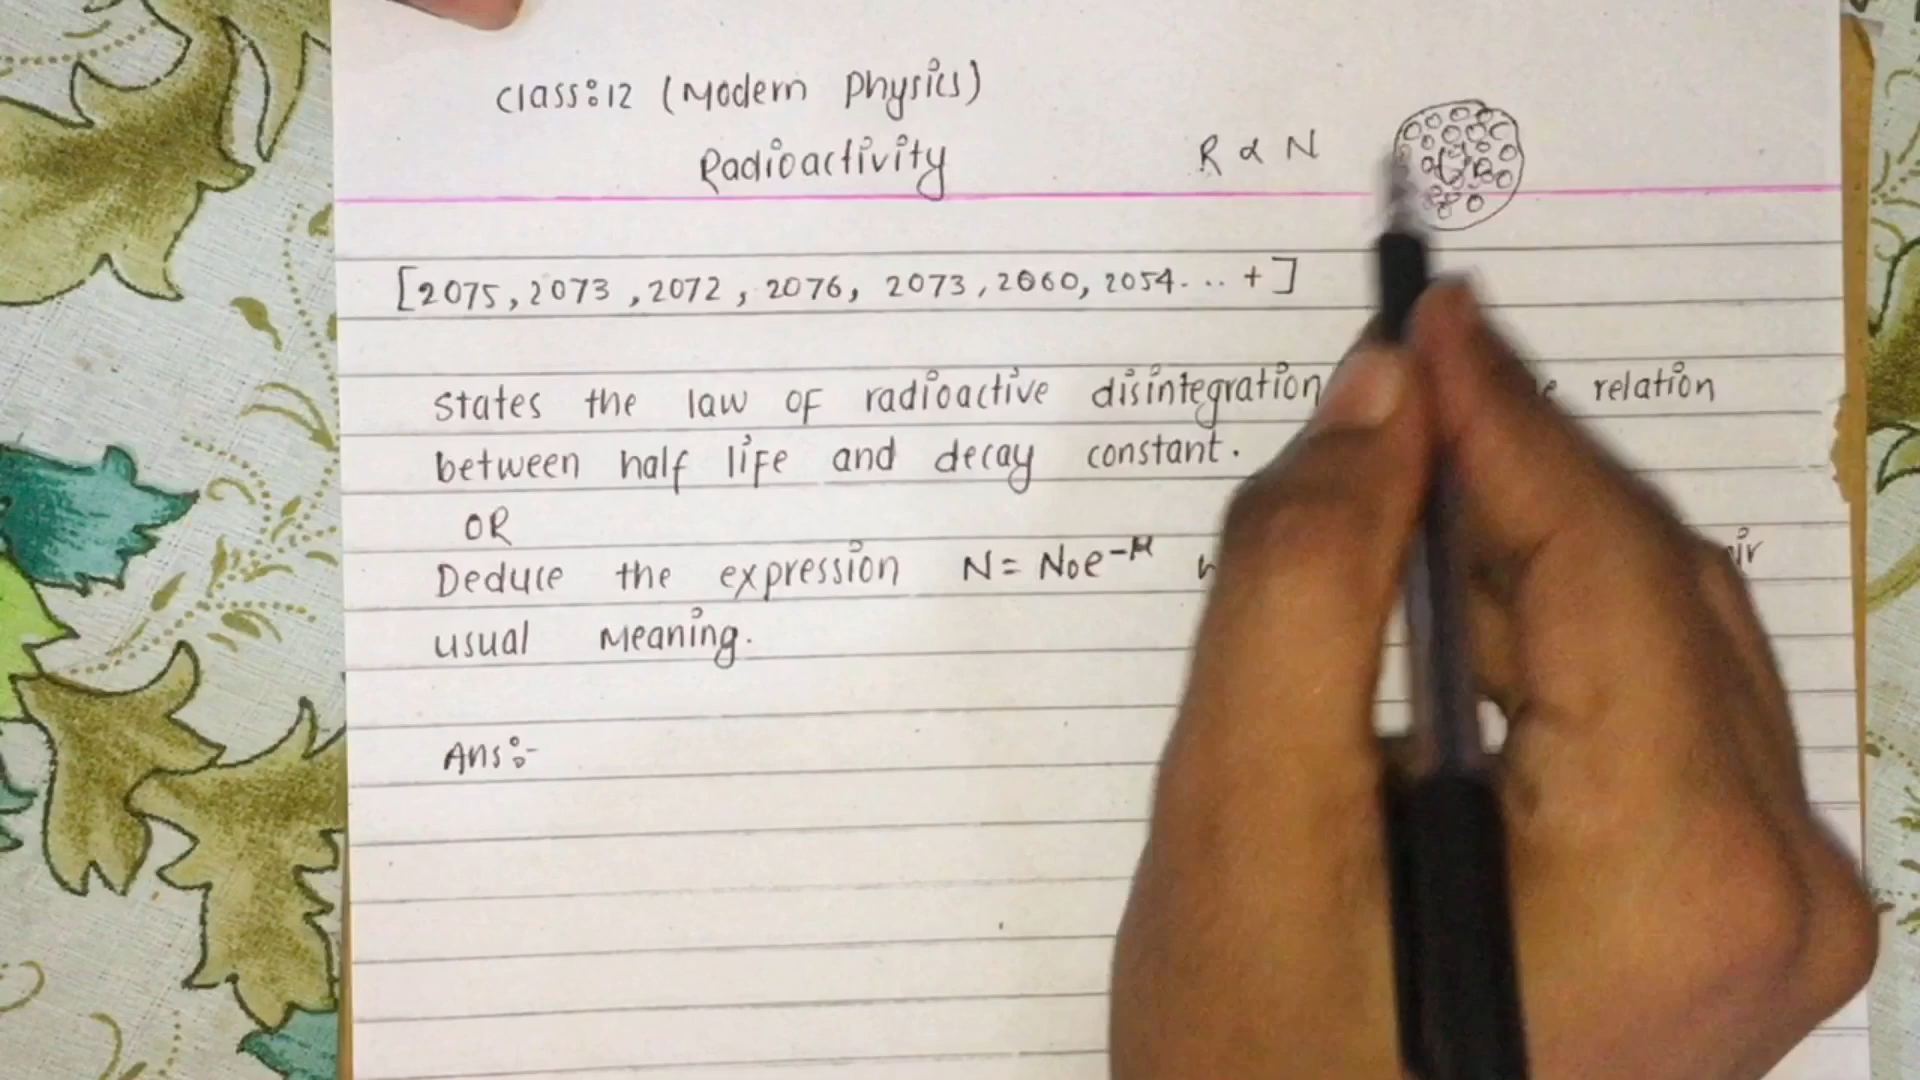 class:12 (Modern Physics)
Radioactivity
R ∝ N
[2075, 2073, 2072, 2076, 2073, 2060, 2054... +]
states the law of radioactive disintegration relation
between half life and decay constant.
OR
Deduce the expression N = N₀e
usual Meaning.
Ans:-